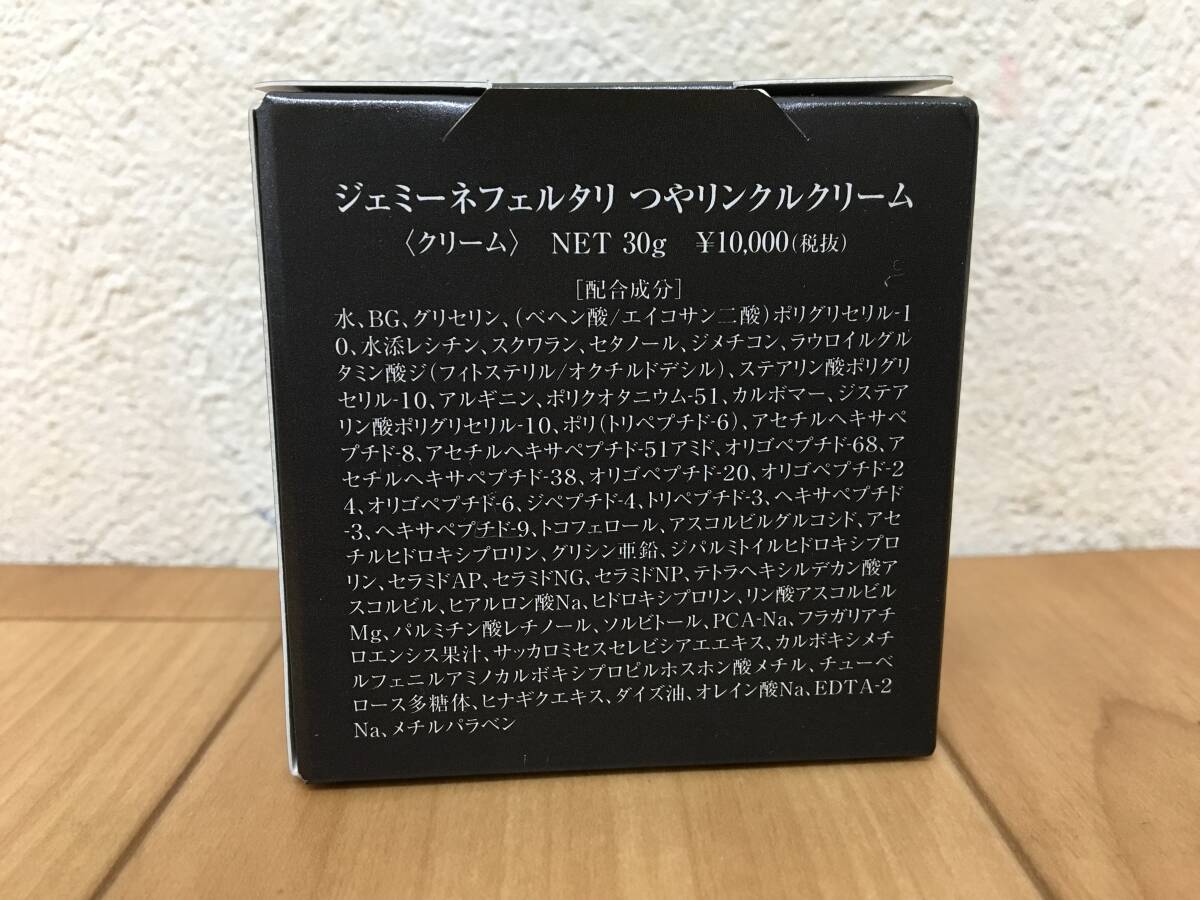 ジェミーネフェルタリ つやリンクルクリーム
〈クリーム〉 NET 30g ¥10,000(税抜)
[配合成分]
水、BG、グリセリン、(ベヘン酸/エイコサン二酸)ポリグリセリル-1
0、水添レシチン、スクワラン、セタノール、ジメチコン、ラウロイルグル
タミン酸ジ(フィトステリル/オクチルドデシル)、ステアリン酸ポリグリ
セリル-10、アルギニン、ポリクオタニウム-51、カルボマー、ジステア
リン酸ポリグリセリル-10、ポリ(トリペプチド-6)、アセチルヘキサペ
プチド-8、アセチルヘキサペプチド-51アミド、オリゴペプチド-68、ア
セチルヘキサペプチド-38、オリゴペプチド-20、オリゴペプチド-2
4、オリゴペプチド-6、ジペプチド-4、トリペプチド-3、ヘキサペプチド
-3、ヘキサペプチド-9、トコフェロール、アスコルビルグルコシド、アセ
チルヒドロキシプロリン、グリシン亜鉛、ジパルミトイルヒドロキシプロ
リン、セラミドAP、セラミドNG、セラミドNP、テトラヘキシルデカン酸ア
スコルビル、ヒアルロン酸Na、ヒドロキシプロリン、リン酸アスコルビル
Mg、パルミチン酸レチノール、ソルビトール、PCA-Na、フラガリアチ
ロエンシス果汁、サッカロミセスセレビシアエエキス、カルボキシメチ
ルフェニルアミノカルボキシプロピルホスホン酸メチル、チューベ
ロース多糖体、ヒナギクエキス、ダイズ油、オレイン酸Na、EDTA-2
Na、メチルパラベン